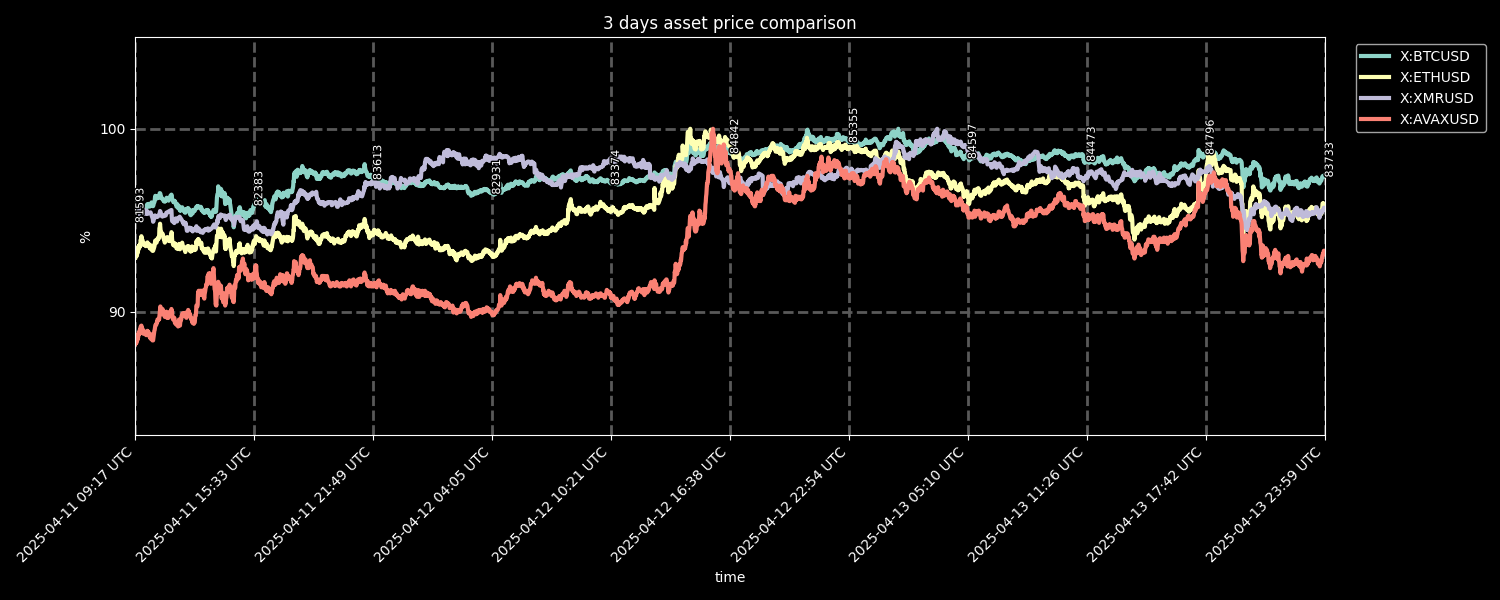 3 days asset price comparison
X:BTCUSD
X:ETHUSD
X:XMRUSD
X:AVAXUSD
%
100
90
81593
82383
83613
82931
83374
84842
85355
84597
84473
84796
83733
2025-04-11 09:17 UTC
2025-04-11 15:33 UTC
2025-04-11 21:49 UTC
2025-04-12 04:05 UTC
2025-04-12 10:21 UTC
2025-04-12 16:38 UTC
2025-04-12 22:54 UTC
2025-04-13 05:10 UTC
2025-04-13 11:26 UTC
2025-04-13 17:42 UTC
2025-04-13 23:59 UTC
time